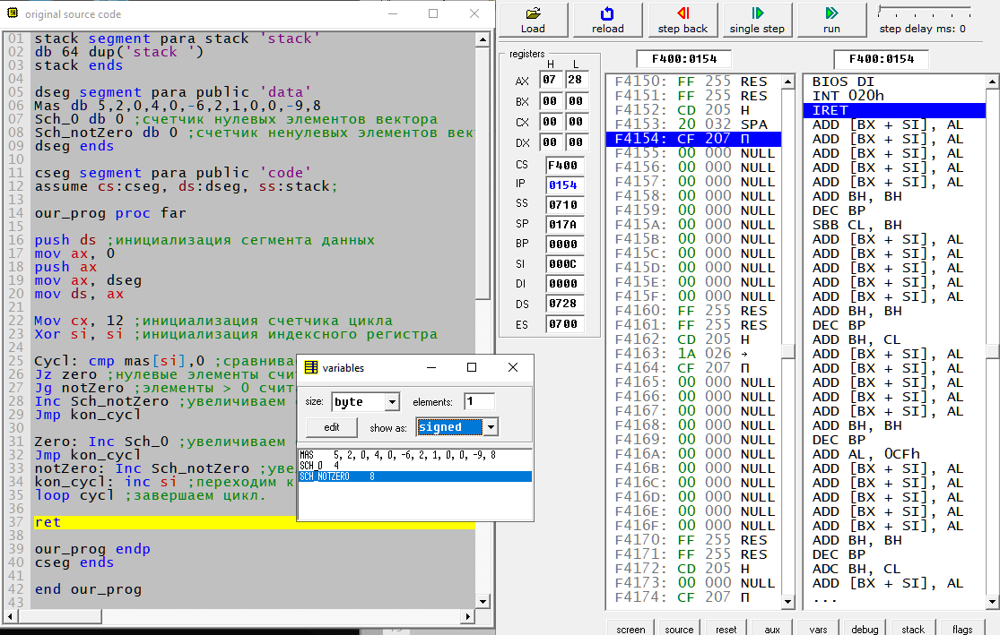 original source code
01 stack segment para stack 'stack'
02 db 64 dup('stack ')
03 stack ends
04
05 dseg segment para public 'data'
06 Mas db 5,2,0,4,0,-6,2,1,0,0,-9,8
07 Sch_0 db 0 ;счетчик нулевых элементов вектора
08 Sch_notZero db 0 ;счетчик ненулевых элементов век
09 dseg ends
10
11 cseg segment para public 'code'
12 assume cs:cseg, ds:dseg, ss:stack;
13
14 our_prog proc far
15
16 push ds ;инициализация сегмента данных
17 mov ax, 0
18 push ax
19 mov ax, dseg
20 mov ds, ax
21
22 Mov cx, 12 ;инициализация счетчика цикла
23 Xor si, si ;инициализация индексного регистра
24
25 Cycl: cmp mas[si],0 ;сравнива
26 Jz zero ;нулевые элементы счи
27 Jg notZero ;элементы > 0 счит
28 Inc Sch_notZero ;увеличиваем
29 Jmp kon_cycl
30
31 Zero: Inc Sch_0 ;увеличиваем
32 Jmp kon_cycl
33 notZero: Inc Sch_notZero ;уве
34 kon_cycl: inc si ;переходим к
35 loop cycl ;завершаем цикл.
36
37 ret
38
39 our_prog endp
40 cseg ends
41
42 end our_prog
43
variables
size: byte elements: 1
edit show as: signed
MAS 5, 2, 0, 4, 0, -6, 2, 1, 0, 0, -9, 8
SCH_0 4
SCH_NOTZERO 8
Load reload step back single step run step delay ms: 0
registers
H L
AX 07 28
BX 00 00
CX 00 00
DX 00 00
CS F400
IP 0154
SS 0710
SP 017A
BP 0000
SI 000C
DI 0000
DS 0728
ES 0700
F400:0154
F4150: FF 255 RES
F4151: FF 255 RES
F4152: CD 205 Н
F4153: 20 032 SPA
F4154: CF 207 П
F4155: 00 000 NULL
F4156: 00 000 NULL
F4157: 00 000 NULL
F4158: 00 000 NULL
F4159: 00 000 NULL
F415A: 00 000 NULL
F415B: 00 000 NULL
F415C: 00 000 NULL
F415D: 00 000 NULL
F415E: 00 000 NULL
F415F: 00 000 NULL
F4160: FF 255 RES
F4161: FF 255 RES
F4162: CD 205 Н
F4163: 1A 026 →
F4164: CF 207 П
F4165: 00 000 NULL
F4166: 00 000 NULL
F4167: 00 000 NULL
F4168: 00 000 NULL
F4169: 00 000 NULL
F416A: 00 000 NULL
F416B: 00 000 NULL
F416C: 00 000 NULL
F416D: 00 000 NULL
F416E: 00 000 NULL
F416F: 00 000 NULL
F4170: FF 255 RES
F4171: FF 255 RES
F4172: CD 205 Н
F4173: 00 000 NULL
F4174: CF 207 П
F400:0154
BIOS DI
INT 020h
IRET
ADD [BX + SI], AL
ADD [BX + SI], AL
ADD [BX + SI], AL
ADD [BX + SI], AL
ADD [BX + SI], AL
ADD BH, BH
DEC BP
SBB CL, BH
ADD [BX + SI], AL
ADD [BX + SI], AL
ADD [BX + SI], AL
ADD [BX + SI], AL
ADD [BX + SI], AL
ADD BH, BH
DEC BP
ADD BH, CL
ADD [BX + SI], AL
ADD [BX + SI], AL
ADD [BX + SI], AL
ADD [BX + SI], AL
ADD [BX + SI], AL
ADD BH, BH
DEC BP
ADD AL, 0CFh
ADD [BX + SI], AL
ADD [BX + SI], AL
ADD [BX + SI], AL
ADD [BX + SI], AL
ADD [BX + SI], AL
ADD BH, BH
DEC BP
ADC BH, CL
ADD [BX + SI], AL
...
screen source reset aux vars debug stack flags